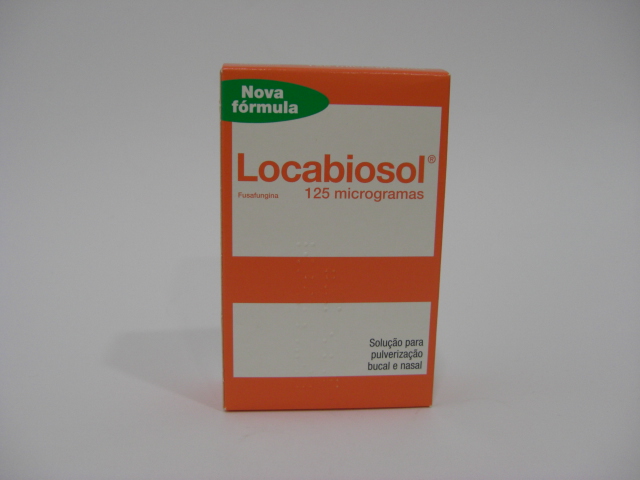 Nova
fórmula
Locabiosol®
Fusafungina 125 microgramas
Solução para
pulverização
bucal e nasal